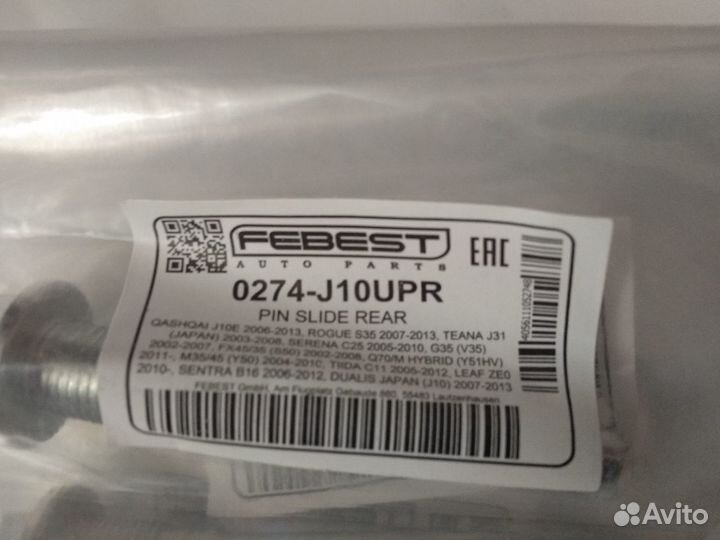 FEBEST
AUTO PARTS
EAC
0274-J10UPR
PIN SLIDE REAR
QASHQAI J10E 2006-2013, ROGUE S35 2007-2013, TEANA J31
(JAPAN) 2003-2008, SERENA C25 2005-2010, G35 (V35)
2002-2007, FX45/35 (S50) 2002-2008, Q70/M HYBRID (Y51HV)
2011-, M35/45 (Y50) 2004-2010, TIIDA C11 2005-2012, LEAF ZE0
2010-, SENTRA B16 2006-2012, DUALIS JAPAN (J10) 2007-2013
FEBEST GmbH, Am Flugplatz Gebaude 860, 55483 Lautzenhausen
4056111052748
Avito